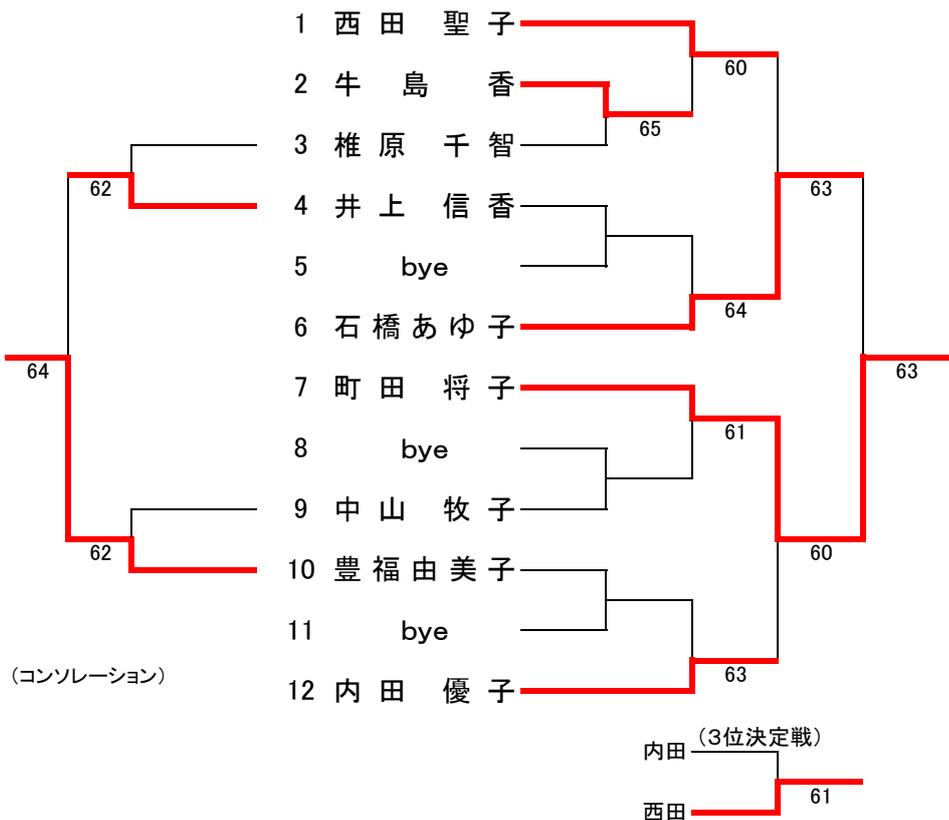 1 西田 聖子
60
2 牛島 香
65
3 椎原 千智
62
63
4 井上 信香
5 bye
64
6 石橋あゆ子
64
63
7 町田 将子
61
8 bye
9 中山 牧子
62
60
10 豊福由美子
11 bye
(コンソレーション)
63
12 内田 優子
(3位決定戦)
内田
61
西田